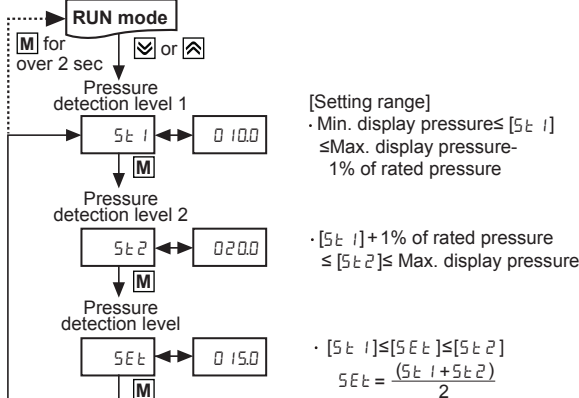 RUN mode
M for
over 2 sec
or
Pressure
detection level 1
St 1
010.0
[Setting range]
· Min. display pressure≤ [St 1]
≤Max. display pressure-
1% of rated pressure
M
Pressure
detection level 2
St2
020.0
· [St 1]+1% of rated pressure
≤ [St2]≤ Max. display pressure
M
Pressure
detection level
SEt
015.0
· [St 1]≤[SEt]≤[St2]
SEt = (St 1+St2)
2
M